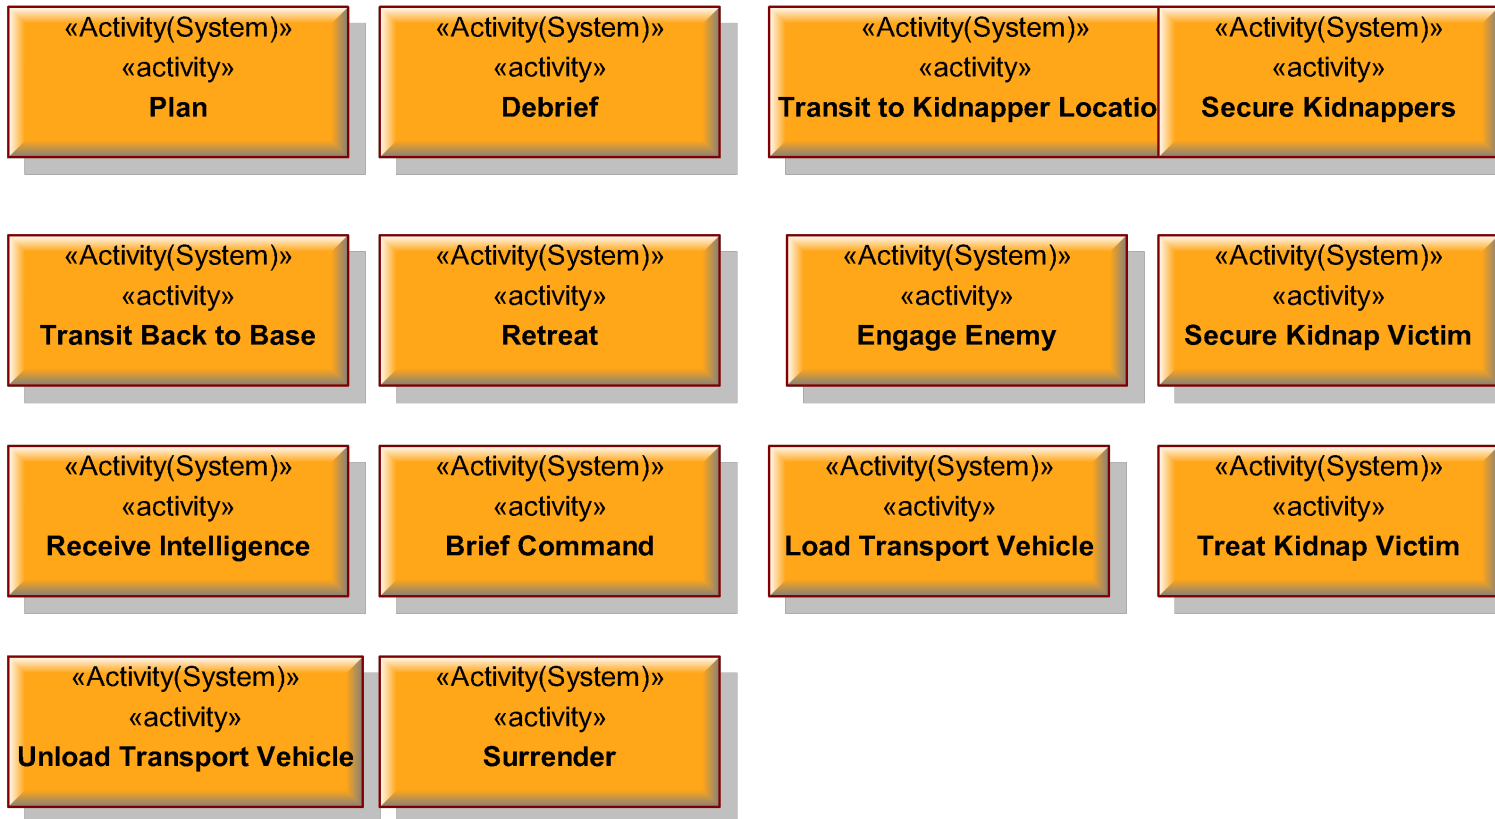 «Activity(System)»
«activity»
Plan
«Activity(System)»
«activity»
Debrief
«Activity(System)»
«activity»
Transit to Kidnapper Locatio
«Activity(System)»
«activity»
Secure Kidnappers
«Activity(System)»
«activity»
Transit Back to Base
«Activity(System)»
«activity»
Retreat
«Activity(System)»
«activity»
Engage Enemy
«Activity(System)»
«activity»
Secure Kidnap Victim
«Activity(System)»
«activity»
Receive Intelligence
«Activity(System)»
«activity»
Brief Command
«Activity(System)»
«activity»
Load Transport Vehicle
«Activity(System)»
«activity»
Treat Kidnap Victim
«Activity(System)»
«activity»
Unload Transport Vehicle
«Activity(System)»
«activity»
Surrender